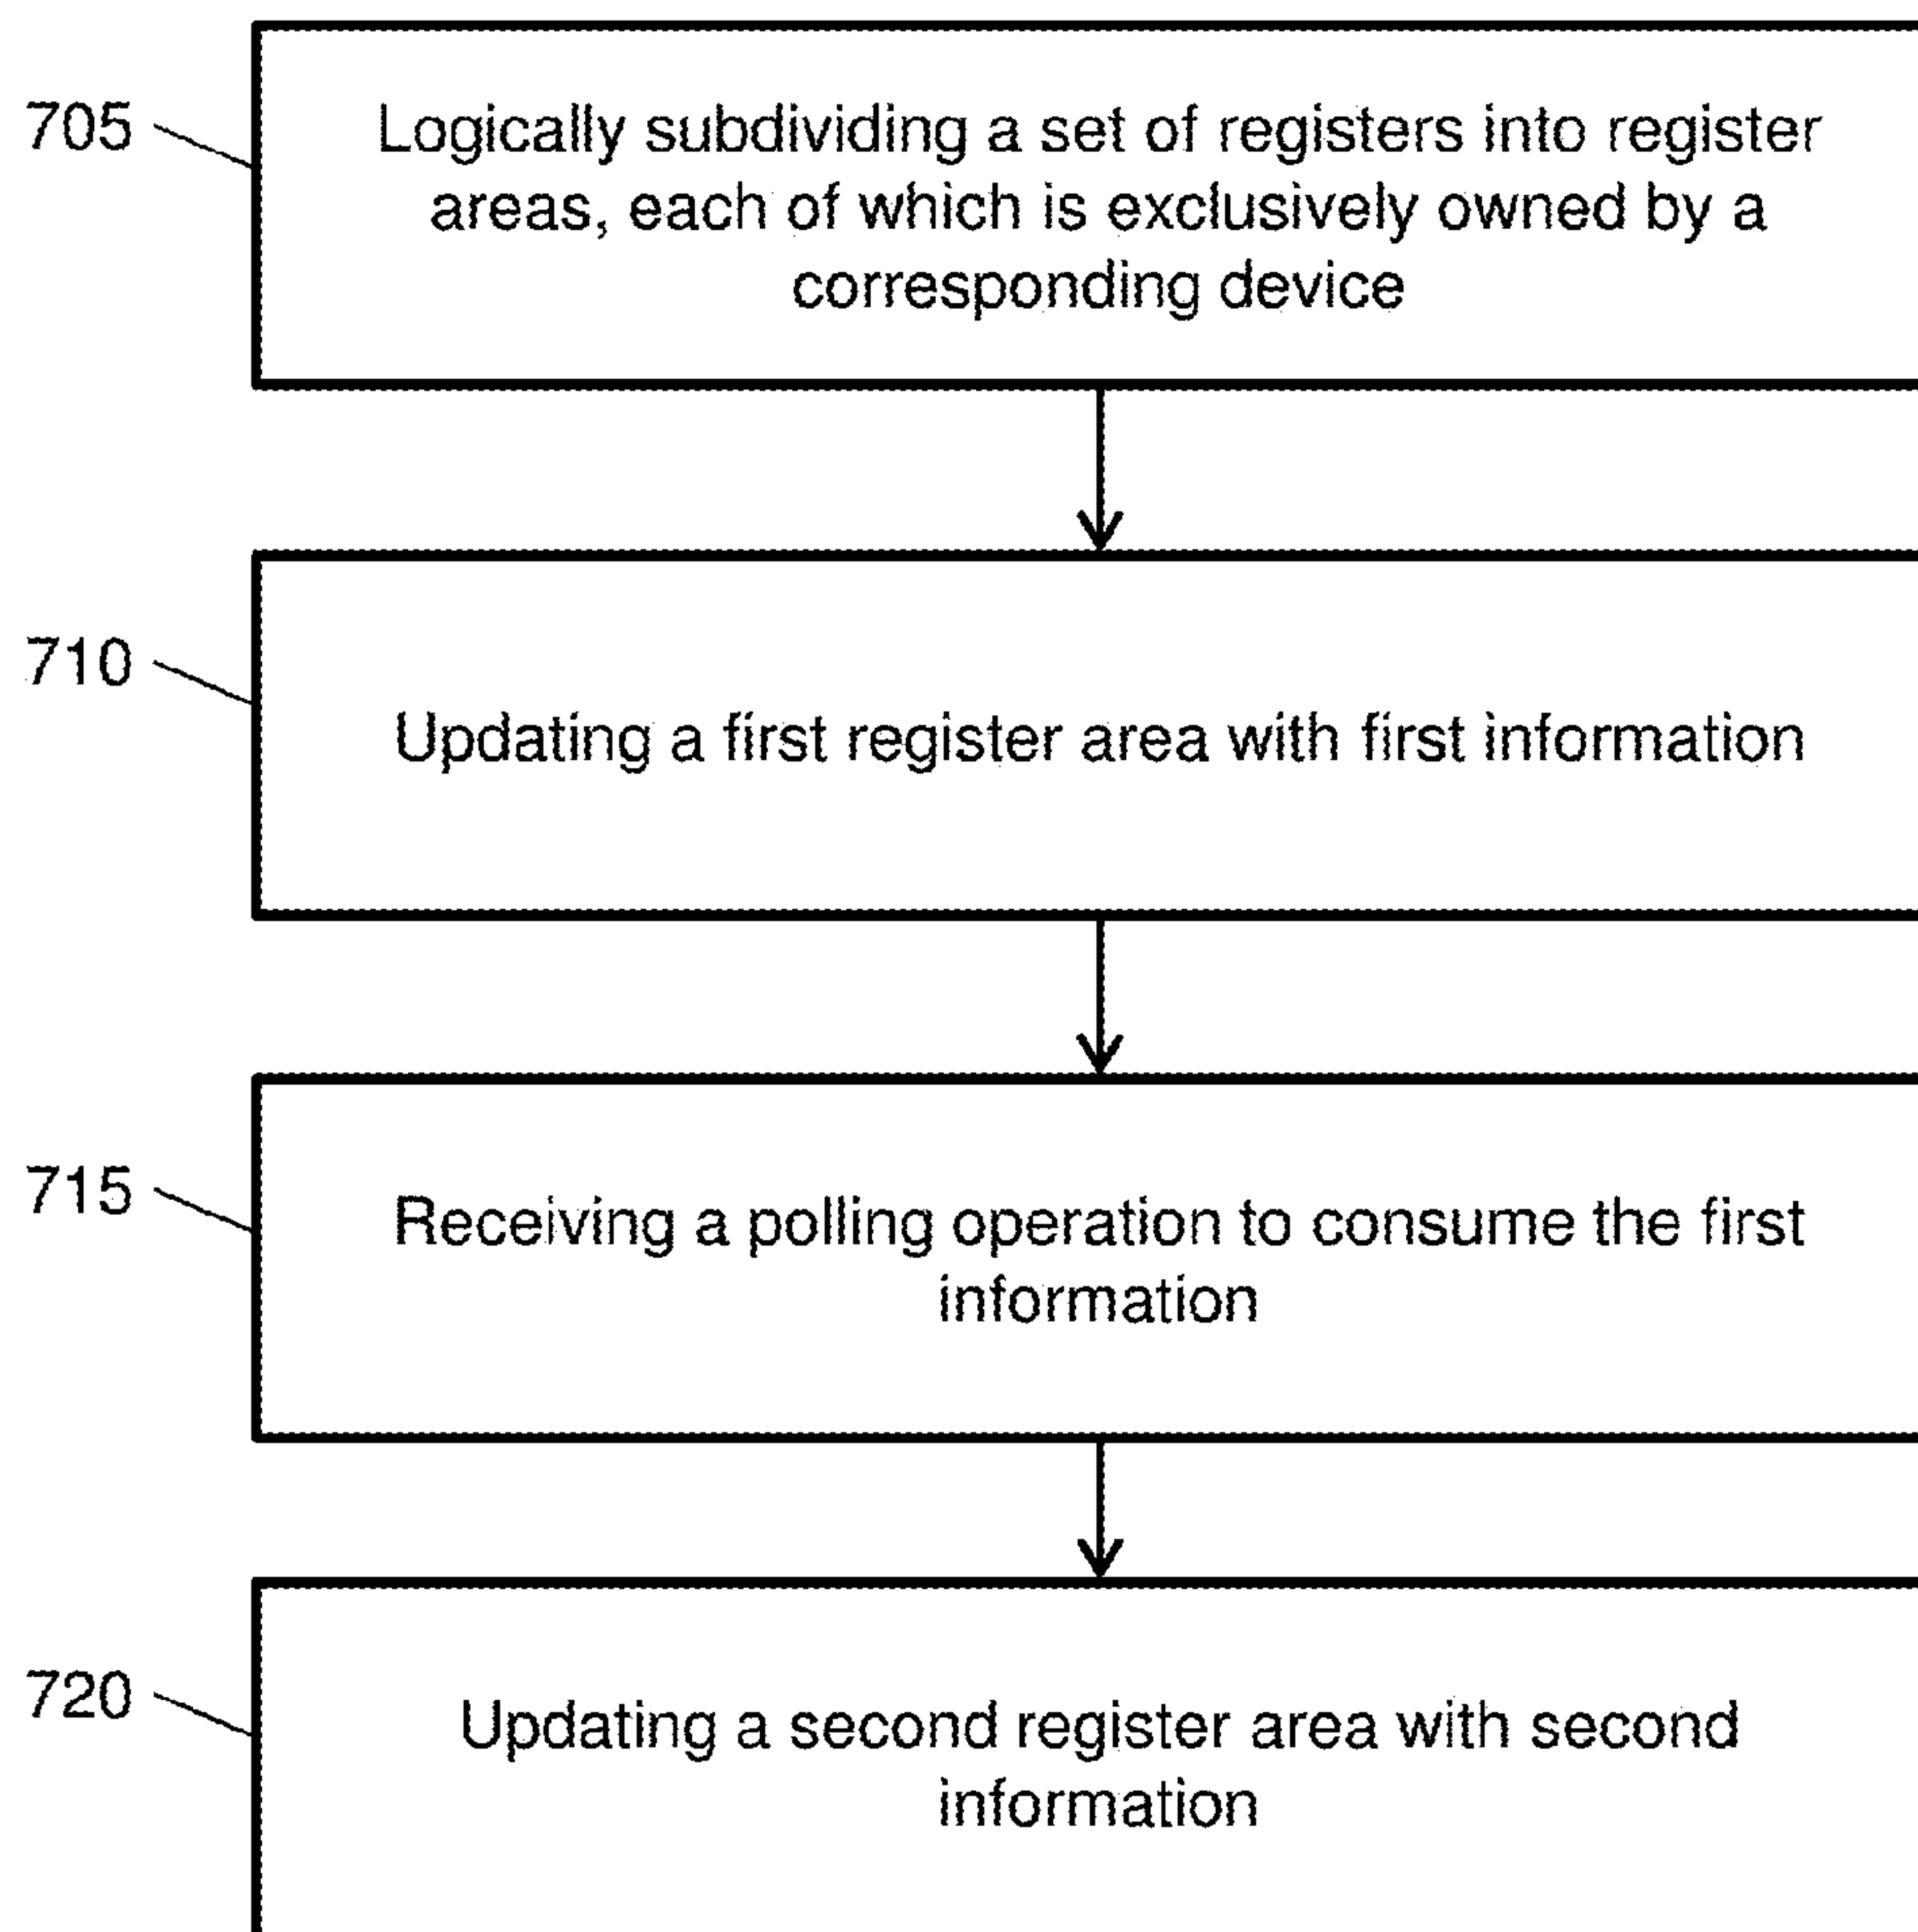 705
Logically subdividing a set of registers into register
areas, each of which is exclusively owned by a
corresponding device
710
Updating a first register area with first information
715
Receiving a polling operation to consume the first
information
720
Updating a second register area with second
information